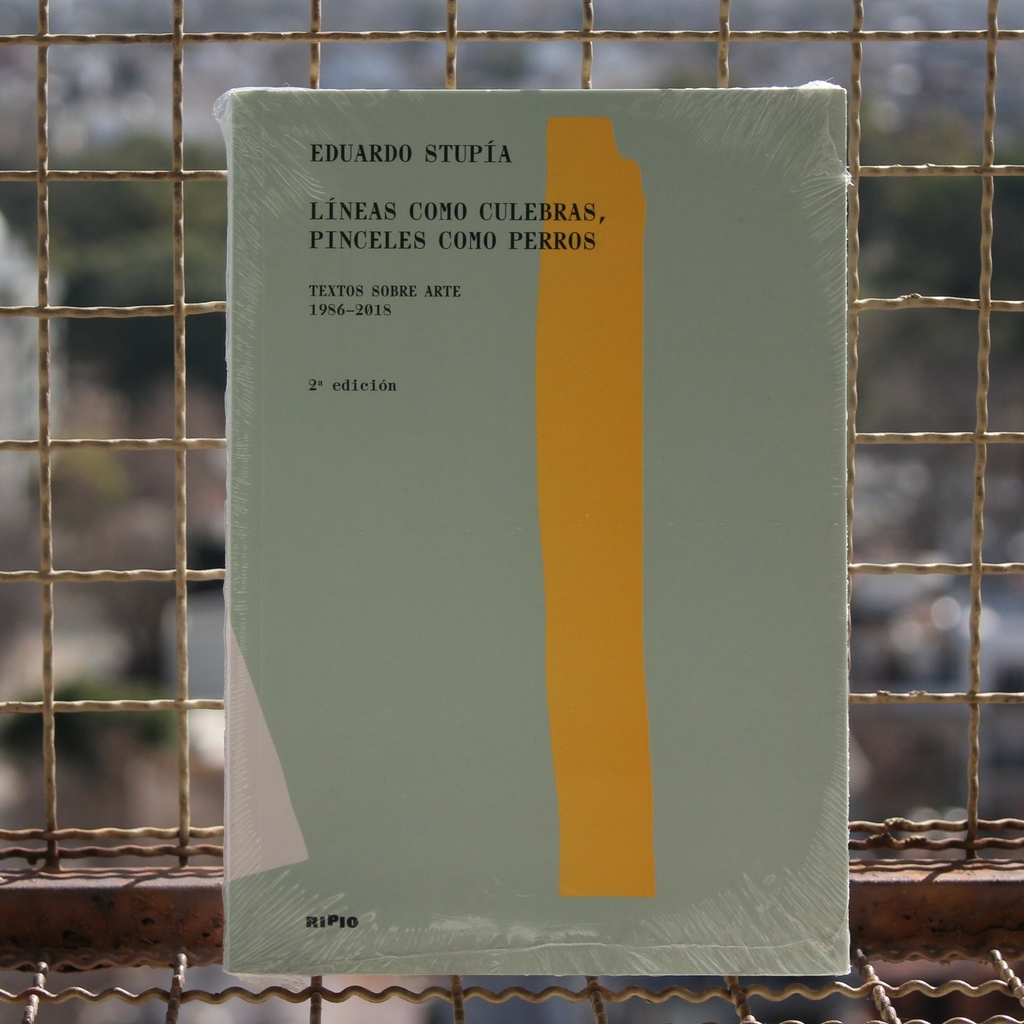 EDUARDO STUPÍA
LÍNEAS COMO CULEBRAS,
PINCELES COMO PERROS
TEXTOS SOBRE ARTE
1986–2018
2ª edición
RIPIO